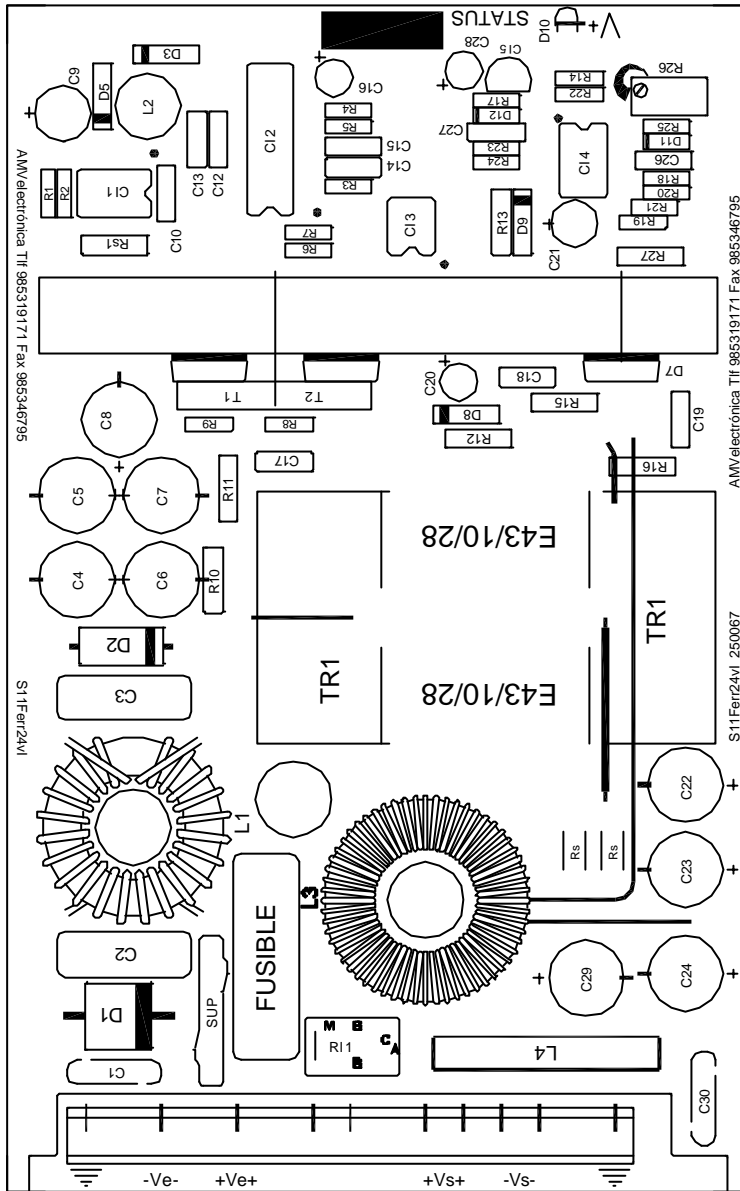 STATUS
D10
+V
C28
CI5
D3
C9
D5
L2
C16
R4
R5
C15
C14
R3
CI2
C27
R17
D12
R23
R24
R14
R22
R26
R25
D11
C26
R18
R20
R21
R19
CI4
C13
C12
R1
R2
CI1
C10
Rs1
R7
R6
CI3
R13
D9
C21
R27
AMVelectrónica Tlf 985319171 Fax 985346795
AMVelectrónica Tlf 985319171 Fax 985346795
T1
T2
D7
C20
C18
D8
R15
R12
C19
C8
R9
R8
C17
R16
C5
C7
R11
E43/10/28
C4
C6
R10
TR1
TR1
D2
E43/10/28
C3
S11Ferr24vl
S11Ferr24vl 250067
C22
L1
Rs
Rs
C23
L3
FUSIBLE
C2
C29
C24
D1
SUP
M B
C
A
Rl1
B
L4
C1
C30
-Ve-
+Ve+
+Vs+
-Vs-